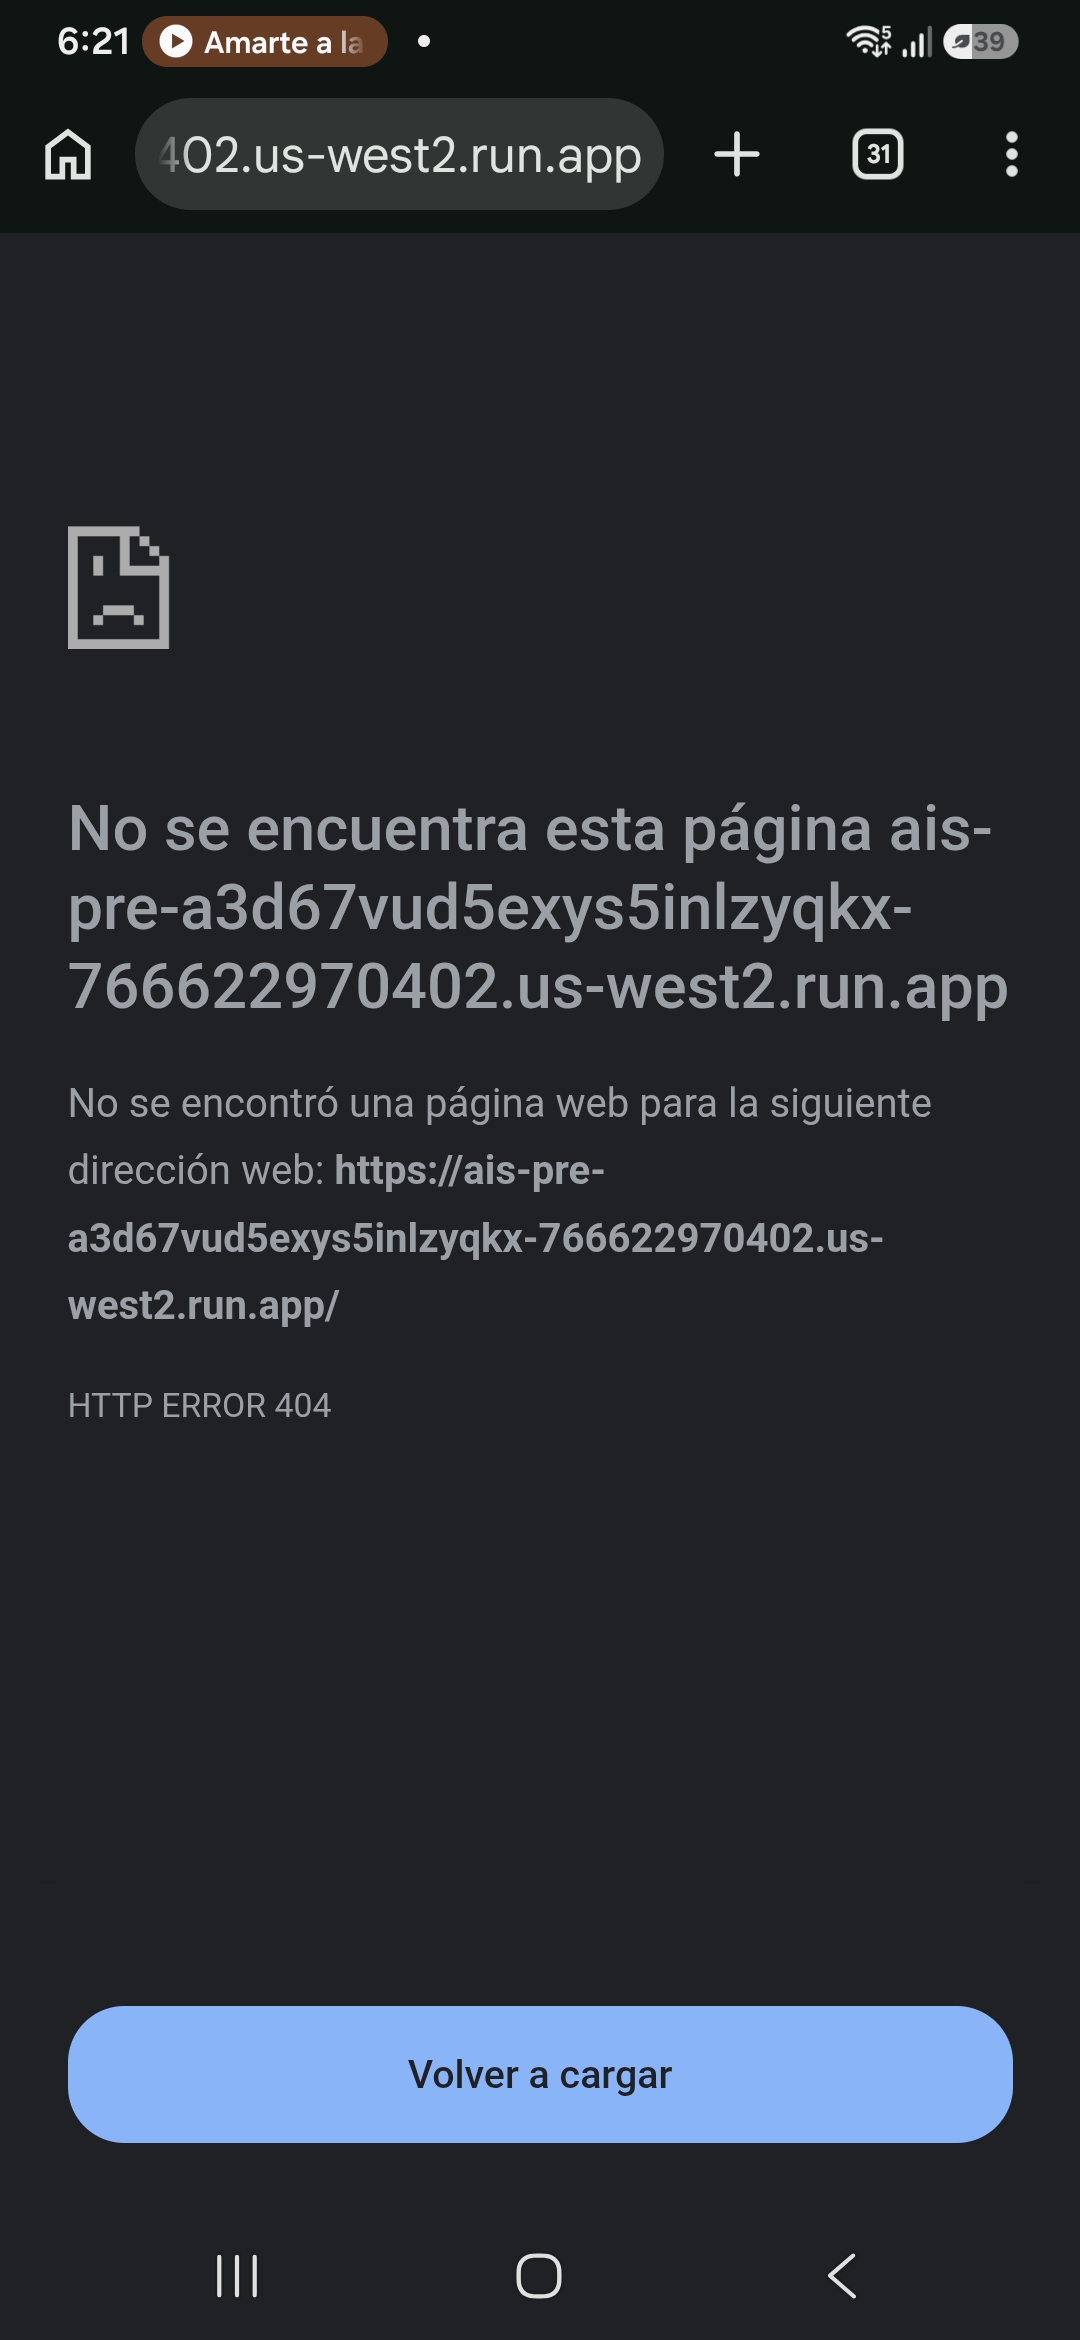 6:21 Amarte a la
5 39
402.us-west2.run.app
31
No se encuentra esta página ais-
pre-a3d67vud5exys5inlzyqkx-
766622970402.us-west2.run.app
No se encontró una página web para la siguiente
dirección web: https://ais-pre-
a3d67vud5exys5inlzyqkx-766622970402.us-
west2.run.app/
HTTP ERROR 404
Volver a cargar